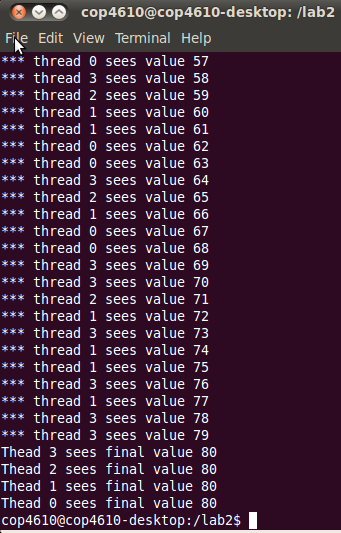 cop4610@cop4610-desktop: /lab2
File Edit View Terminal Help
*** thread 0 sees value 57
*** thread 3 sees value 58
*** thread 2 sees value 59
*** thread 1 sees value 60
*** thread 1 sees value 61
*** thread 0 sees value 62
*** thread 0 sees value 63
*** thread 3 sees value 64
*** thread 2 sees value 65
*** thread 1 sees value 66
*** thread 0 sees value 67
*** thread 0 sees value 68
*** thread 3 sees value 69
*** thread 3 sees value 70
*** thread 2 sees value 71
*** thread 1 sees value 72
*** thread 3 sees value 73
*** thread 1 sees value 74
*** thread 1 sees value 75
*** thread 3 sees value 76
*** thread 1 sees value 77
*** thread 3 sees value 78
*** thread 3 sees value 79
Thead 3 sees final value 80
Thead 2 sees final value 80
Thead 1 sees final value 80
Thead 0 sees final value 80
cop4610@cop4610-desktop:/lab2$